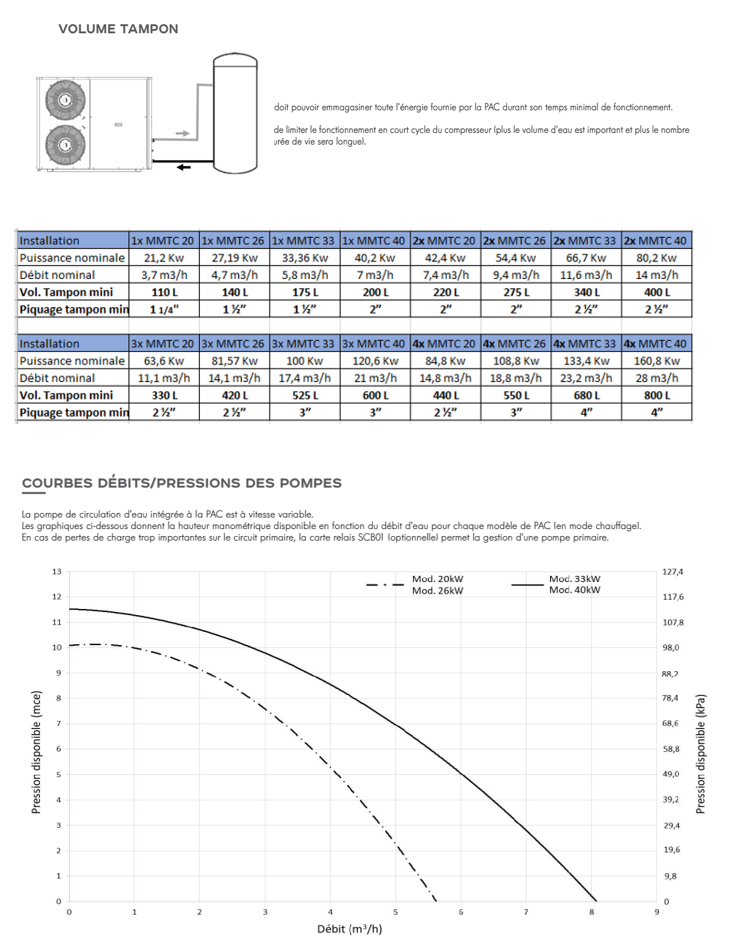 VOLUME TAMPON
doit pouvoir emmagasiner toute l'énergie fournie par la PAC durant son temps minimal de fonctionnement.
de limiter le fonctionnement en court cycle du compresseur (plus le volume d'eau est important et plus le nombre
urée de vie sera longue).
Installation 1x MMTC 20 1x MMTC 26 1x MMTC 33 1x MMTC 40 2x MMTC 20 2x MMTC 26 2x MMTC 33 2x MMTC 40
Puissance nominale 21,2 Kw 27,19 Kw 33,36 Kw 40,2 Kw 42,4 Kw 54,4 Kw 66,7 Kw 80,2 Kw
Débit nominal 3,7 m3/h 4,7 m3/h 5,8 m3/h 7 m3/h 7,4 m3/h 9,4 m3/h 11,6 m3/h 14 m3/h
Vol. Tampon mini 110 L 140 L 175 L 200 L 220 L 275 L 340 L 400 L
Piquage tampon min 1 1/4" 1 ½” 1 ½” 2” 2” 2” 2 ½” 2 ½”
Installation 3x MMTC 20 3x MMTC 26 3x MMTC 33 3x MMTC 40 4x MMTC 20 4x MMTC 26 4x MMTC 33 4x MMTC 40
Puissance nominale 63,6 Kw 81,57 Kw 100 Kw 120,6 Kw 84,8 Kw 108,8 Kw 133,4 Kw 160,8 Kw
Débit nominal 11,1 m3/h 14,1 m3/h 17,4 m3/h 21 m3/h 14,8 m3/h 18,8 m3/h 23,2 m3/h 28 m3/h
Vol. Tampon mini 330 L 420 L 525 L 600 L 440 L 550 L 680 L 800 L
Piquage tampon min 2 ½” 2 ½” 3” 3” 2 ½” 3” 4” 4”
COURBES DÉBITS/PRESSIONS DES POMPES
La pompe de circulation d'eau intégrée à la PAC est à vitesse variable.
Les graphiques ci-dessous donnent la hauteur manométrique disponible en fonction du débit d'eau pour chaque modèle de PAC (en mode chauffage).
En cas de pertes de charge trop importantes sur le circuit primaire, la carte relais SCB01 (optionnelle) permet la gestion d’une pompe primaire.
Mod. 20kW Mod. 33kW
Mod. 26kW Mod. 40kW
13 127,4
12 117,6
11 107,8
10 98,0
9 88,7
8 78,4
7 68,6
6 58,8
5 49,0
4 39,2
3 29,4
2 19,6
1 9,8
0 0
Pression disponible (mce)
Pression disponible (kPa)
0 1 2 3 4 5 6 7 8 9
Débit (m³/h)